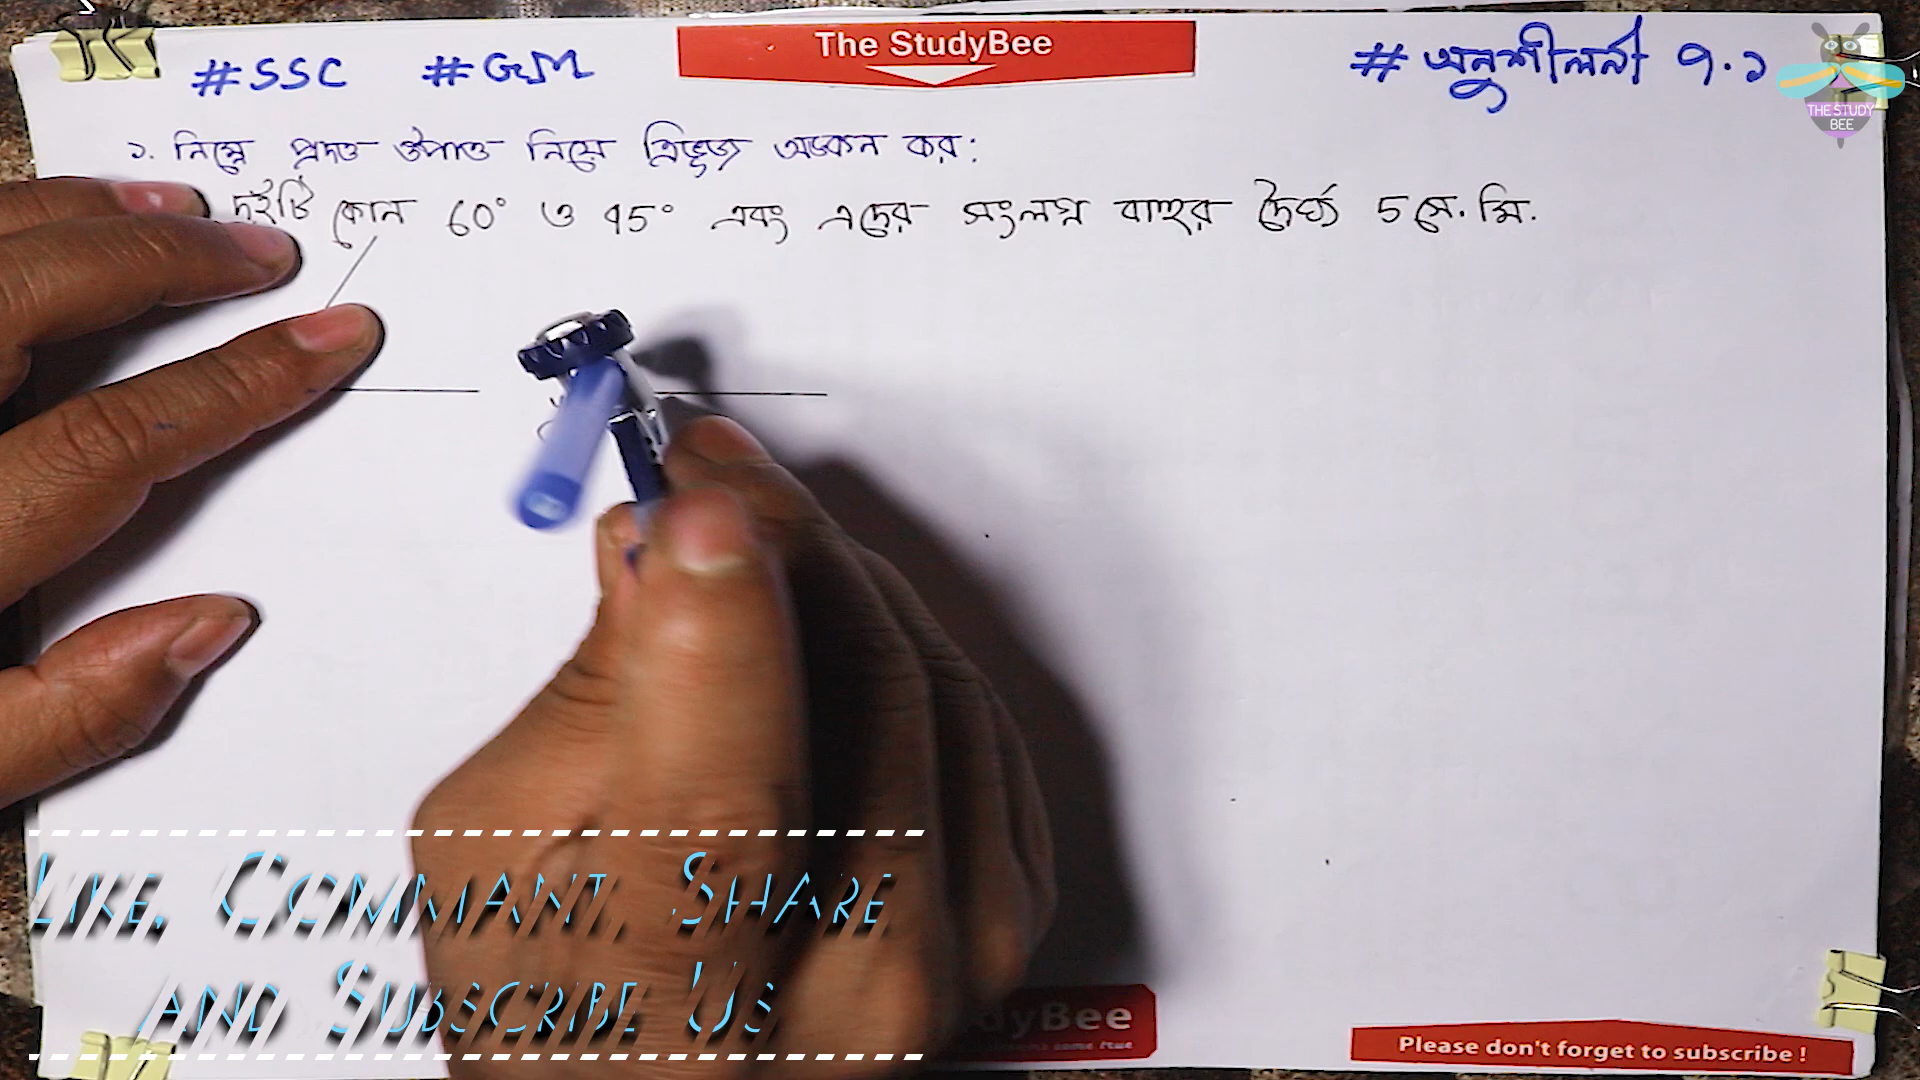 The StudyBee
#SSC #GM #অনুশীলনী ৭.১
THE STUDY
BEE
১. নিম্নে প্রদত্ত উপাত্ত নিয়ে ত্রিভুজ অঙ্কন কর:
দুইটি কোন 60° ও 45° এবং এদের সংলগ্ন বাহুর দৈর্ঘ্য 5 সে. মি.
LIKE, COMMANT, SHARE
AND SUBSCRIBE US
dyBee
Please don't forget to subscribe !